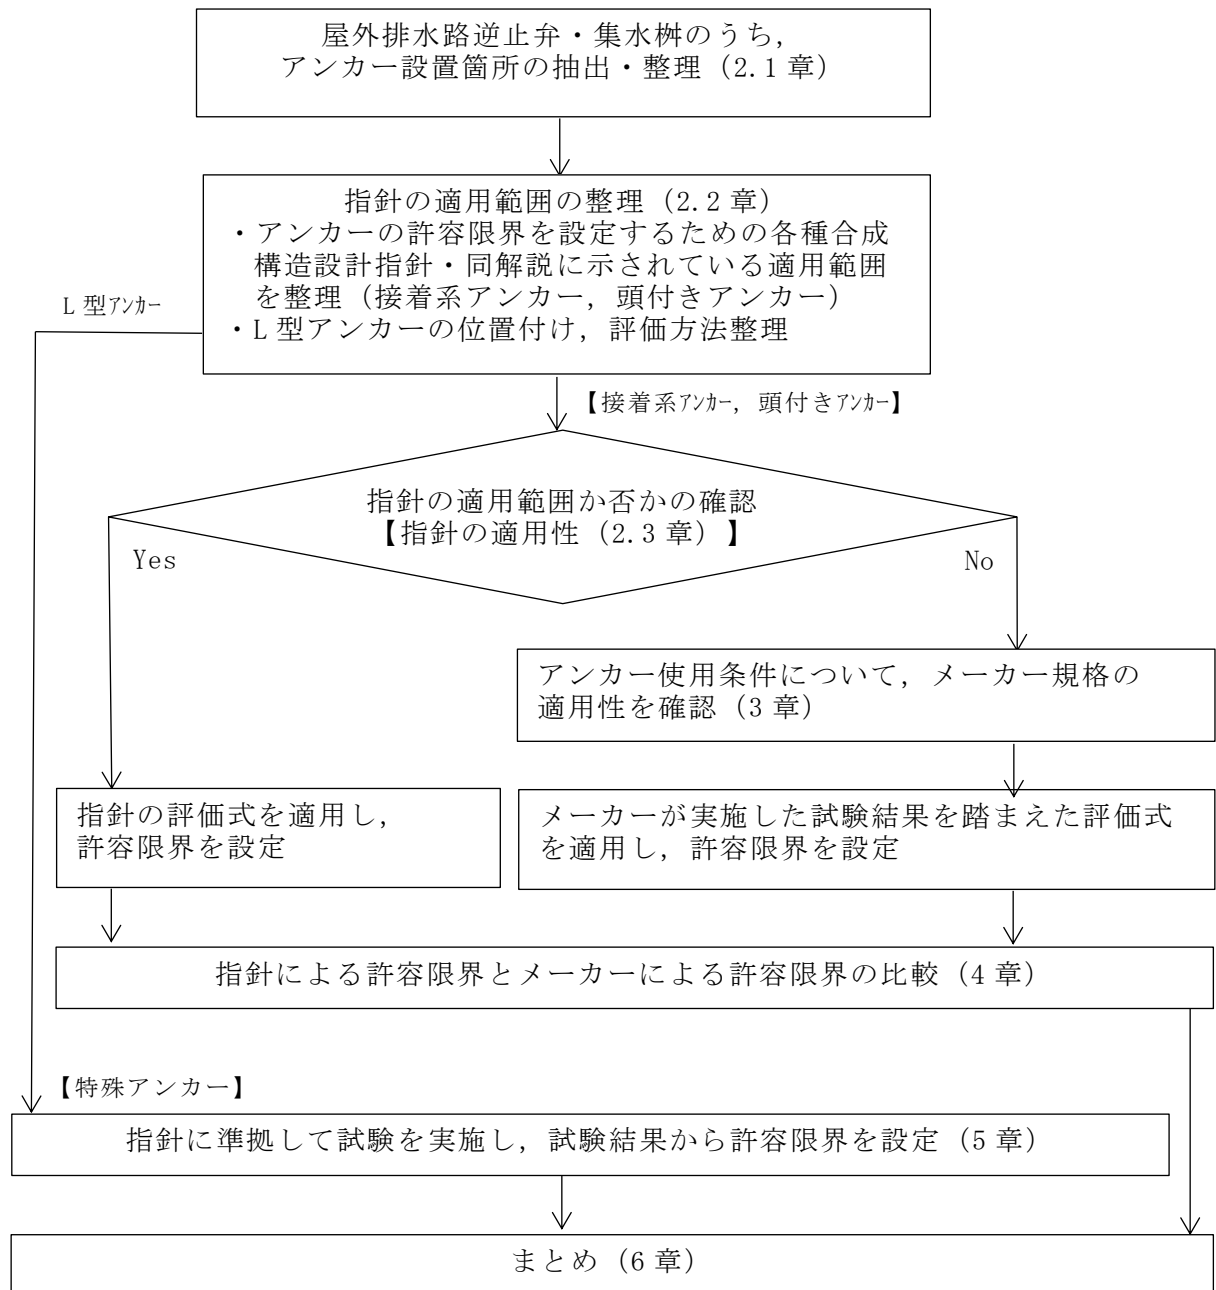 屋外排水路逆止弁・集水桝のうち，
アンカー設置箇所の抽出・整理（2.1 章）
指針の適用範囲の整理（2.2 章）
・アンカーの許容限界を設定するための各種合成
構造設計指針・同解説に示されている適用範囲
を整理（接着系アンカー，頭付きアンカー）
・L 型アンカーの位置付け，評価方法整理
L 型ｱﾝｶｰ
【接着系ｱﾝｶｰ，頭付きｱﾝｶｰ】
指針の適用範囲か否かの確認
【指針の適用性（2.3 章）】
Yes
No
アンカー使用条件について，メーカー規格の
適用性を確認（3 章）
指針の評価式を適用し，
許容限界を設定
メーカーが実施した試験結果を踏まえた評価式
を適用し，許容限界を設定
指針による許容限界とメーカーによる許容限界の比較（4 章）
【特殊アンカー】
指針に準拠して試験を実施し，試験結果から許容限界を設定（5 章）
まとめ（6 章）